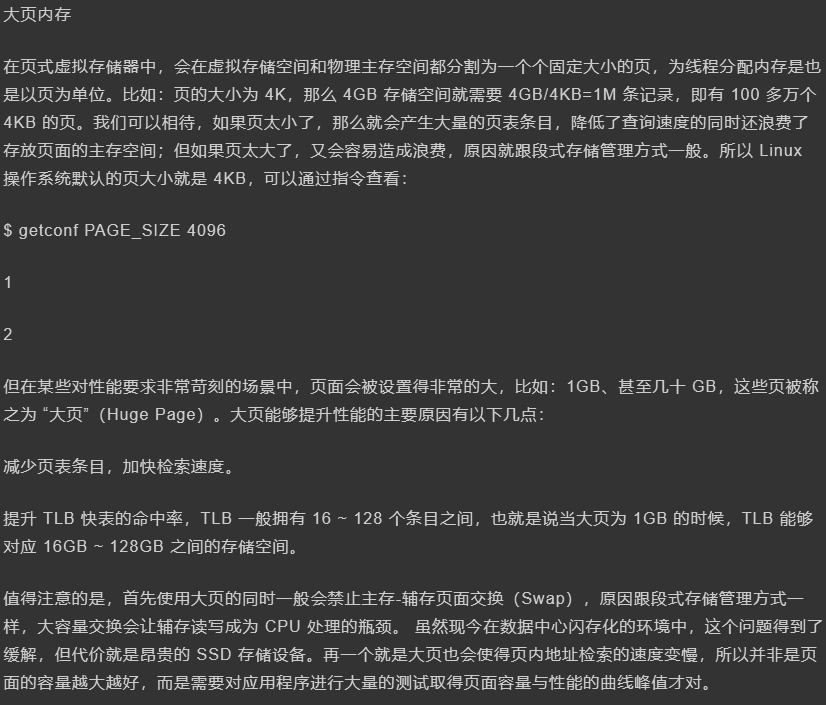 大页内存
在页式虚拟存储器中，会在虚拟存储空间和物理主存空间都分割为一个个固定大小的页，为线程分配内存是也
是以页为单位。比如：页的大小为 4K，那么 4GB 存储空间就需要 4GB/4KB=1M 条记录，即有 100 多万个
4KB 的页。我们可以相待，如果页太小了，那么就会产生大量的页表条目，降低了查询速度的同时还浪费了
存放页面的主存空间；但如果页太大了，又会容易造成浪费，原因就跟段式存储管理方式一般。所以 Linux
操作系统默认的页大小就是 4KB，可以通过指令查看：
$ getconf PAGE_SIZE 4096
1
2
但在某些对性能要求非常苛刻的场景中，页面会被设置得非常的大，比如：1GB、甚至几十 GB，这些页被称
之为 “大页”（Huge Page）。大页能够提升性能的主要原因有以下几点：
减少页表条目，加快检索速度。
提升 TLB 快表的命中率，TLB 一般拥有 16 ~ 128 个条目之间，也就是说当大页为 1GB 的时候，TLB 能够
对应 16GB ~ 128GB 之间的存储空间。
值得注意的是，首先使用大页的同时一般会禁止主存-辅存页面交换（Swap），原因跟段式存储管理方式一
样，大容量交换会让辅存读写成为 CPU 处理的瓶颈。 虽然现今在数据中心闪存化的环境中，这个问题得到了
缓解，但代价就是昂贵的 SSD 存储设备。再一个就是大页也会使得页内地址检索的速度变慢，所以并非是页
面的容量越大越好，而是需要对应用程序进行大量的测试取得页面容量与性能的曲线峰值才对。